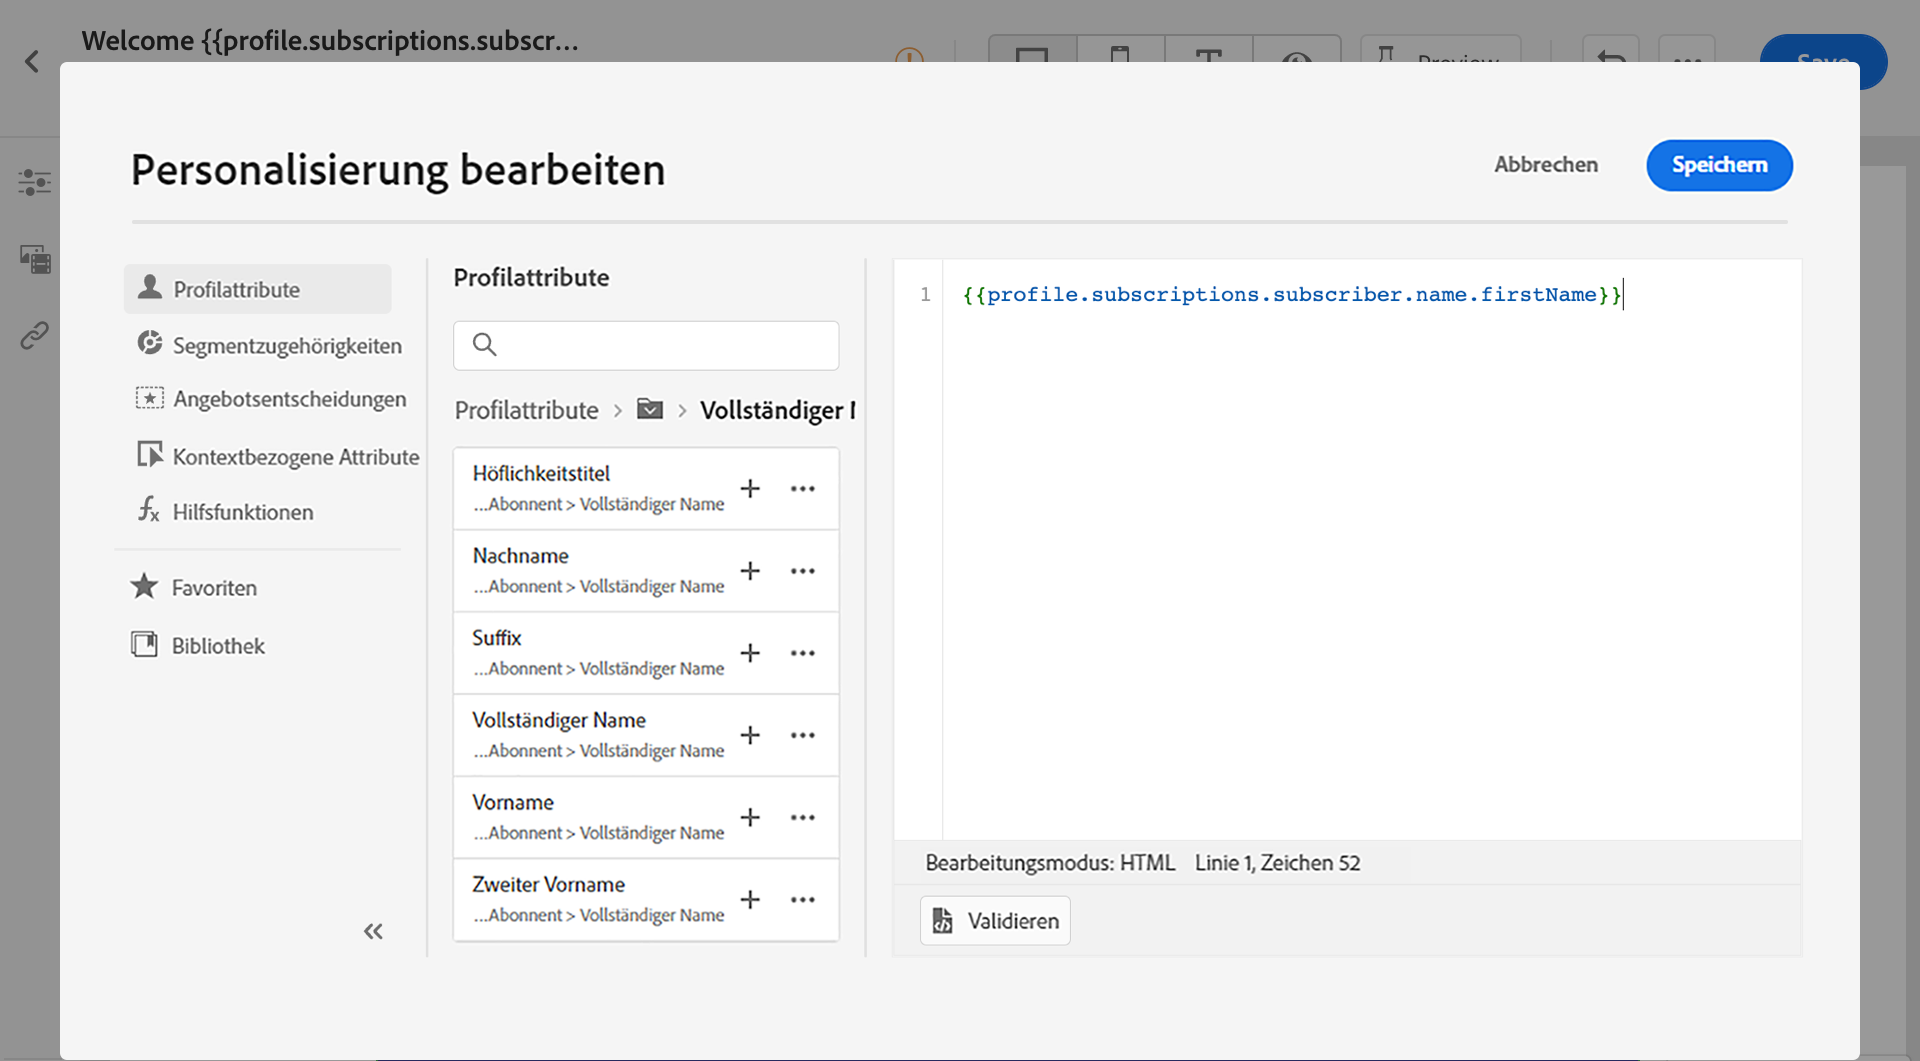 Welcome {{profile.subscriptions.subscr...
Preview
Save
Personalisierung bearbeiten
Abbrechen
Speichern
Profilattribute
Segmentzugehörigkeiten
Angebotsentscheidungen
Kontextbezogene Attribute
Hilfsfunktionen
Favoriten
Bibliothek
Profilattribute
Profilattribute > > Vollständiger
Höflichkeitstitel
...Abonnent > Vollständiger Name
Nachname
...Abonnent > Vollständiger Name
Suffix
...Abonnent > Vollständiger Name
Vollständiger Name
...Abonnent > Vollständiger Name
Vorname
...Abonnent > Vollständiger Name
Zweiter Vorname
...Abonnent > Vollständiger Name
1 {{profile.subscriptions.subscriber.name.firstName}}
Bearbeitungsmodus: HTML Linie 1, Zeichen 52
Validieren